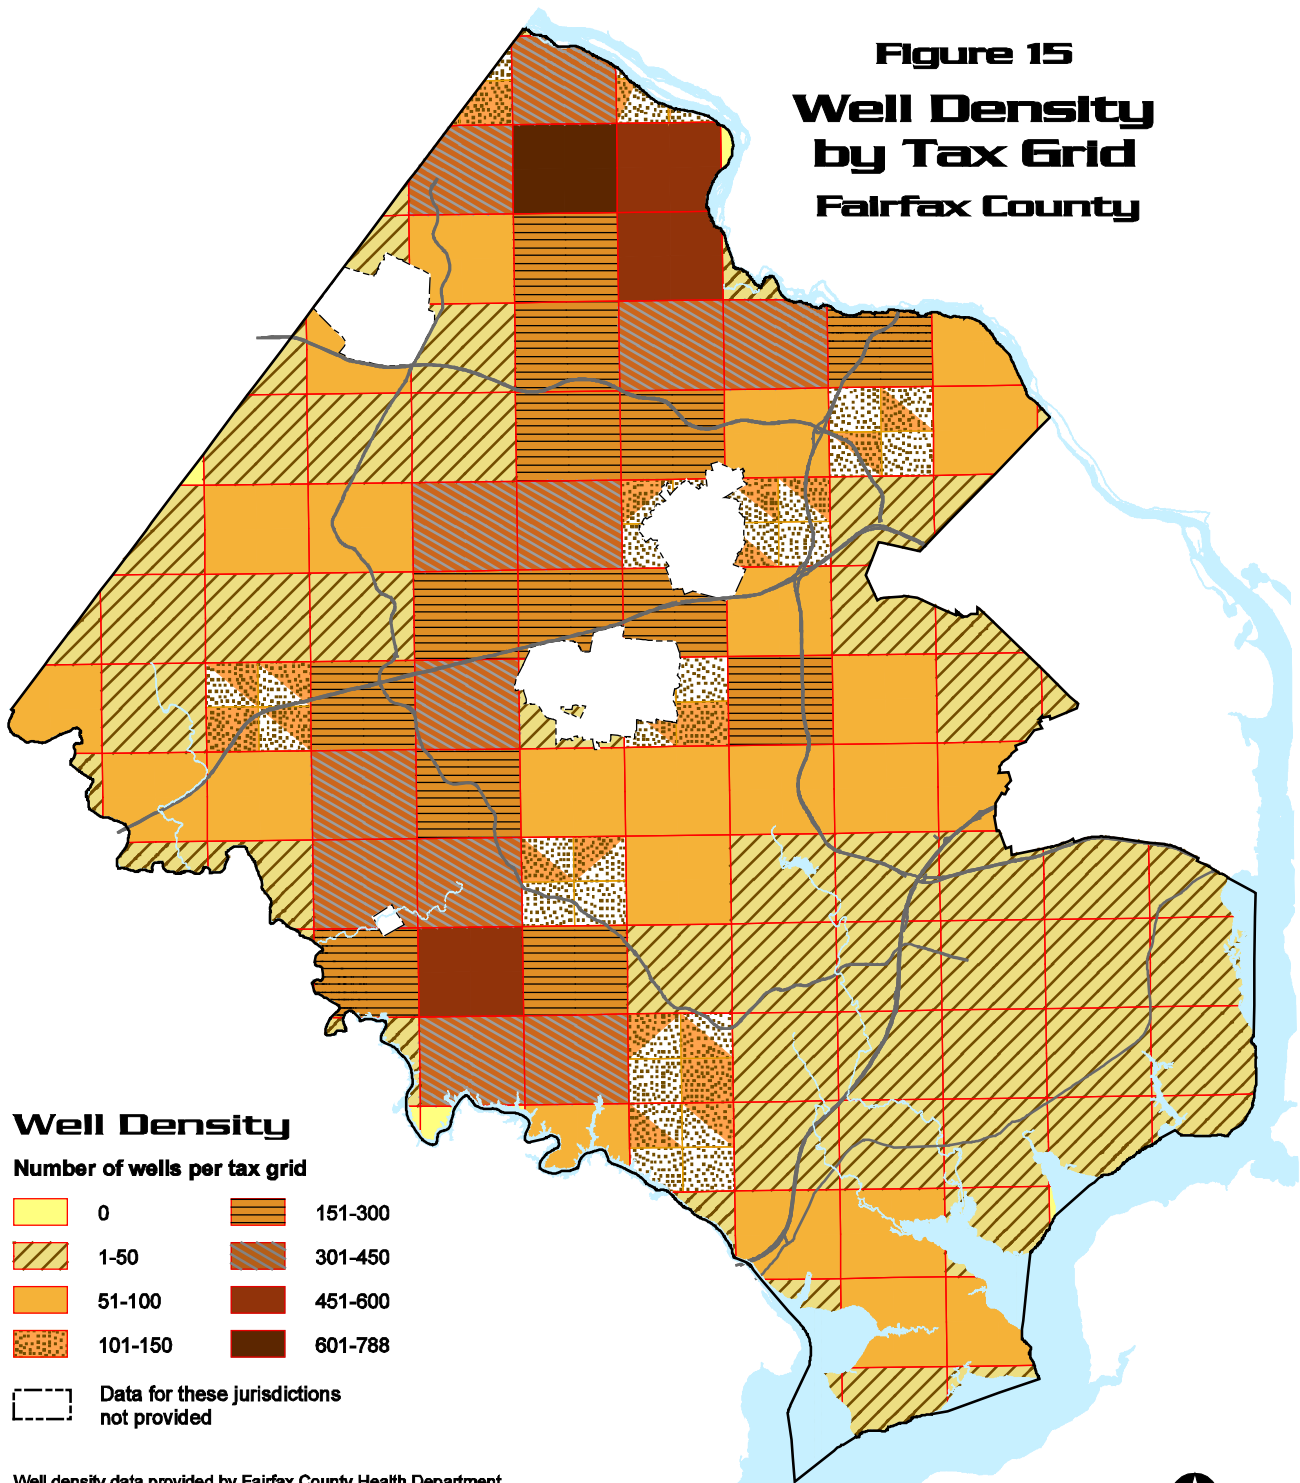 Figure 15
Well Density
by Tax Grid
Fairfax County
Well Density
Number of wells per tax grid
0
1-50
51-100
101-150
151-300
301-450
451-600
601-788
Data for these jurisdictions
not provided
Well density data provided by Fairfax County Health Department